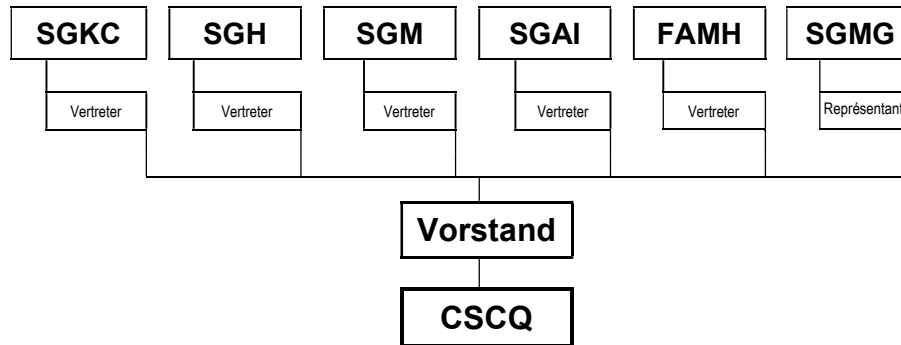 SGKC SGH SGM SGAI FAMH SGMG
Vertreter Vertreter Vertreter Vertreter Vertreter Représentant
Vorstand
CSCQ